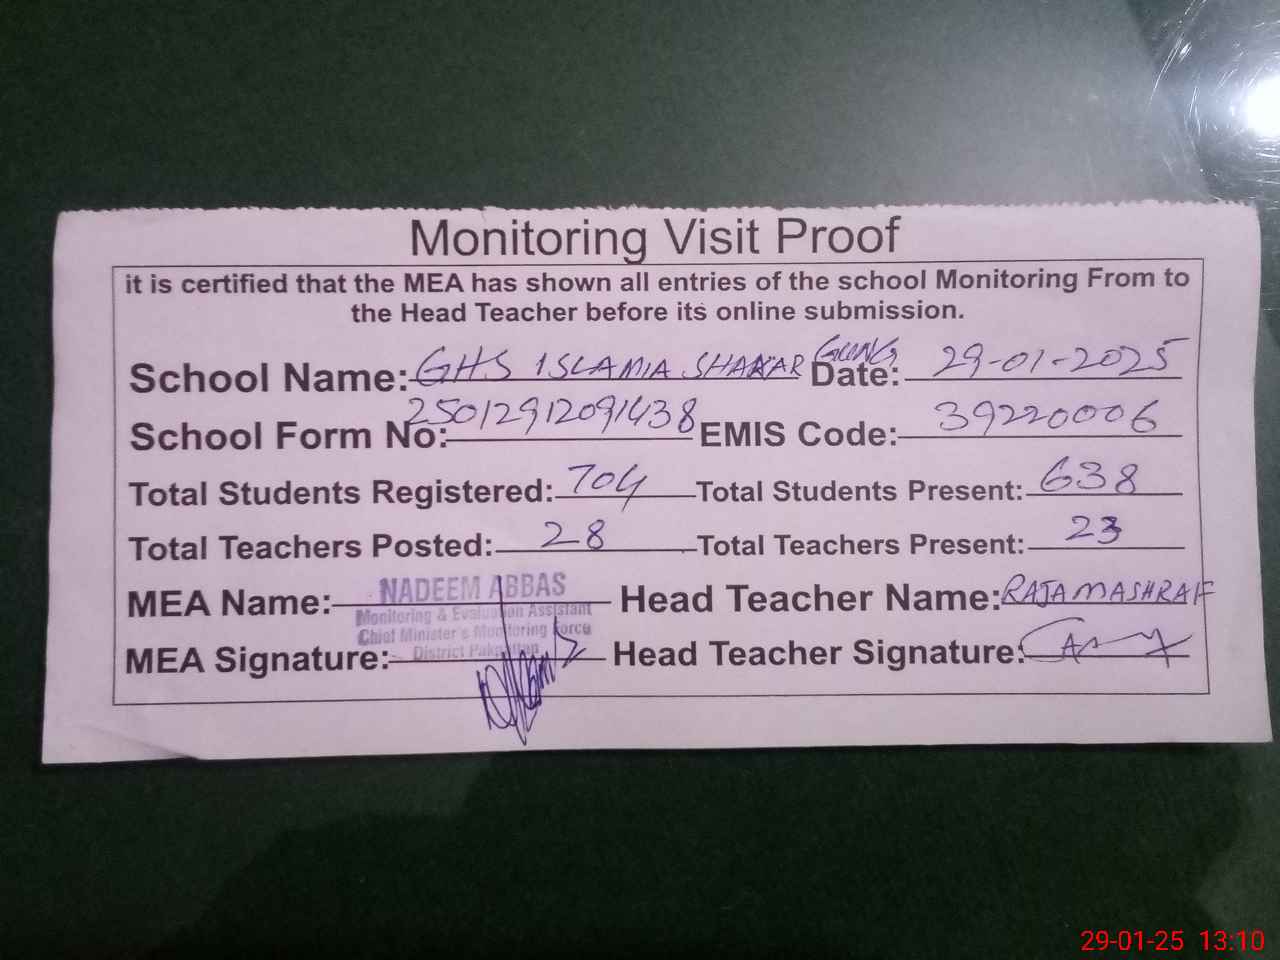 Monitoring Visit Proof
it is certified that the MEA has shown all entries of the school Monitoring From to
the Head Teacher before its online submission.
School Name: GHS ISLAMIA SHAKAR GUNG Date: 29-01-2025
School Form No: 25012912091438 EMIS Code: 39220006
Total Students Registered: 704 Total Students Present: 638
Total Teachers Posted: 28 Total Teachers Present: 23
MEA Name: NADEEM ABBAS Head Teacher Name: RAJA M ASHRAF
Monitoring & Evaluation Assistant
Chief Minister's Monitoring Force
District Pakpattan
MEA Signature: Head Teacher Signature:
29-01-25 13:10